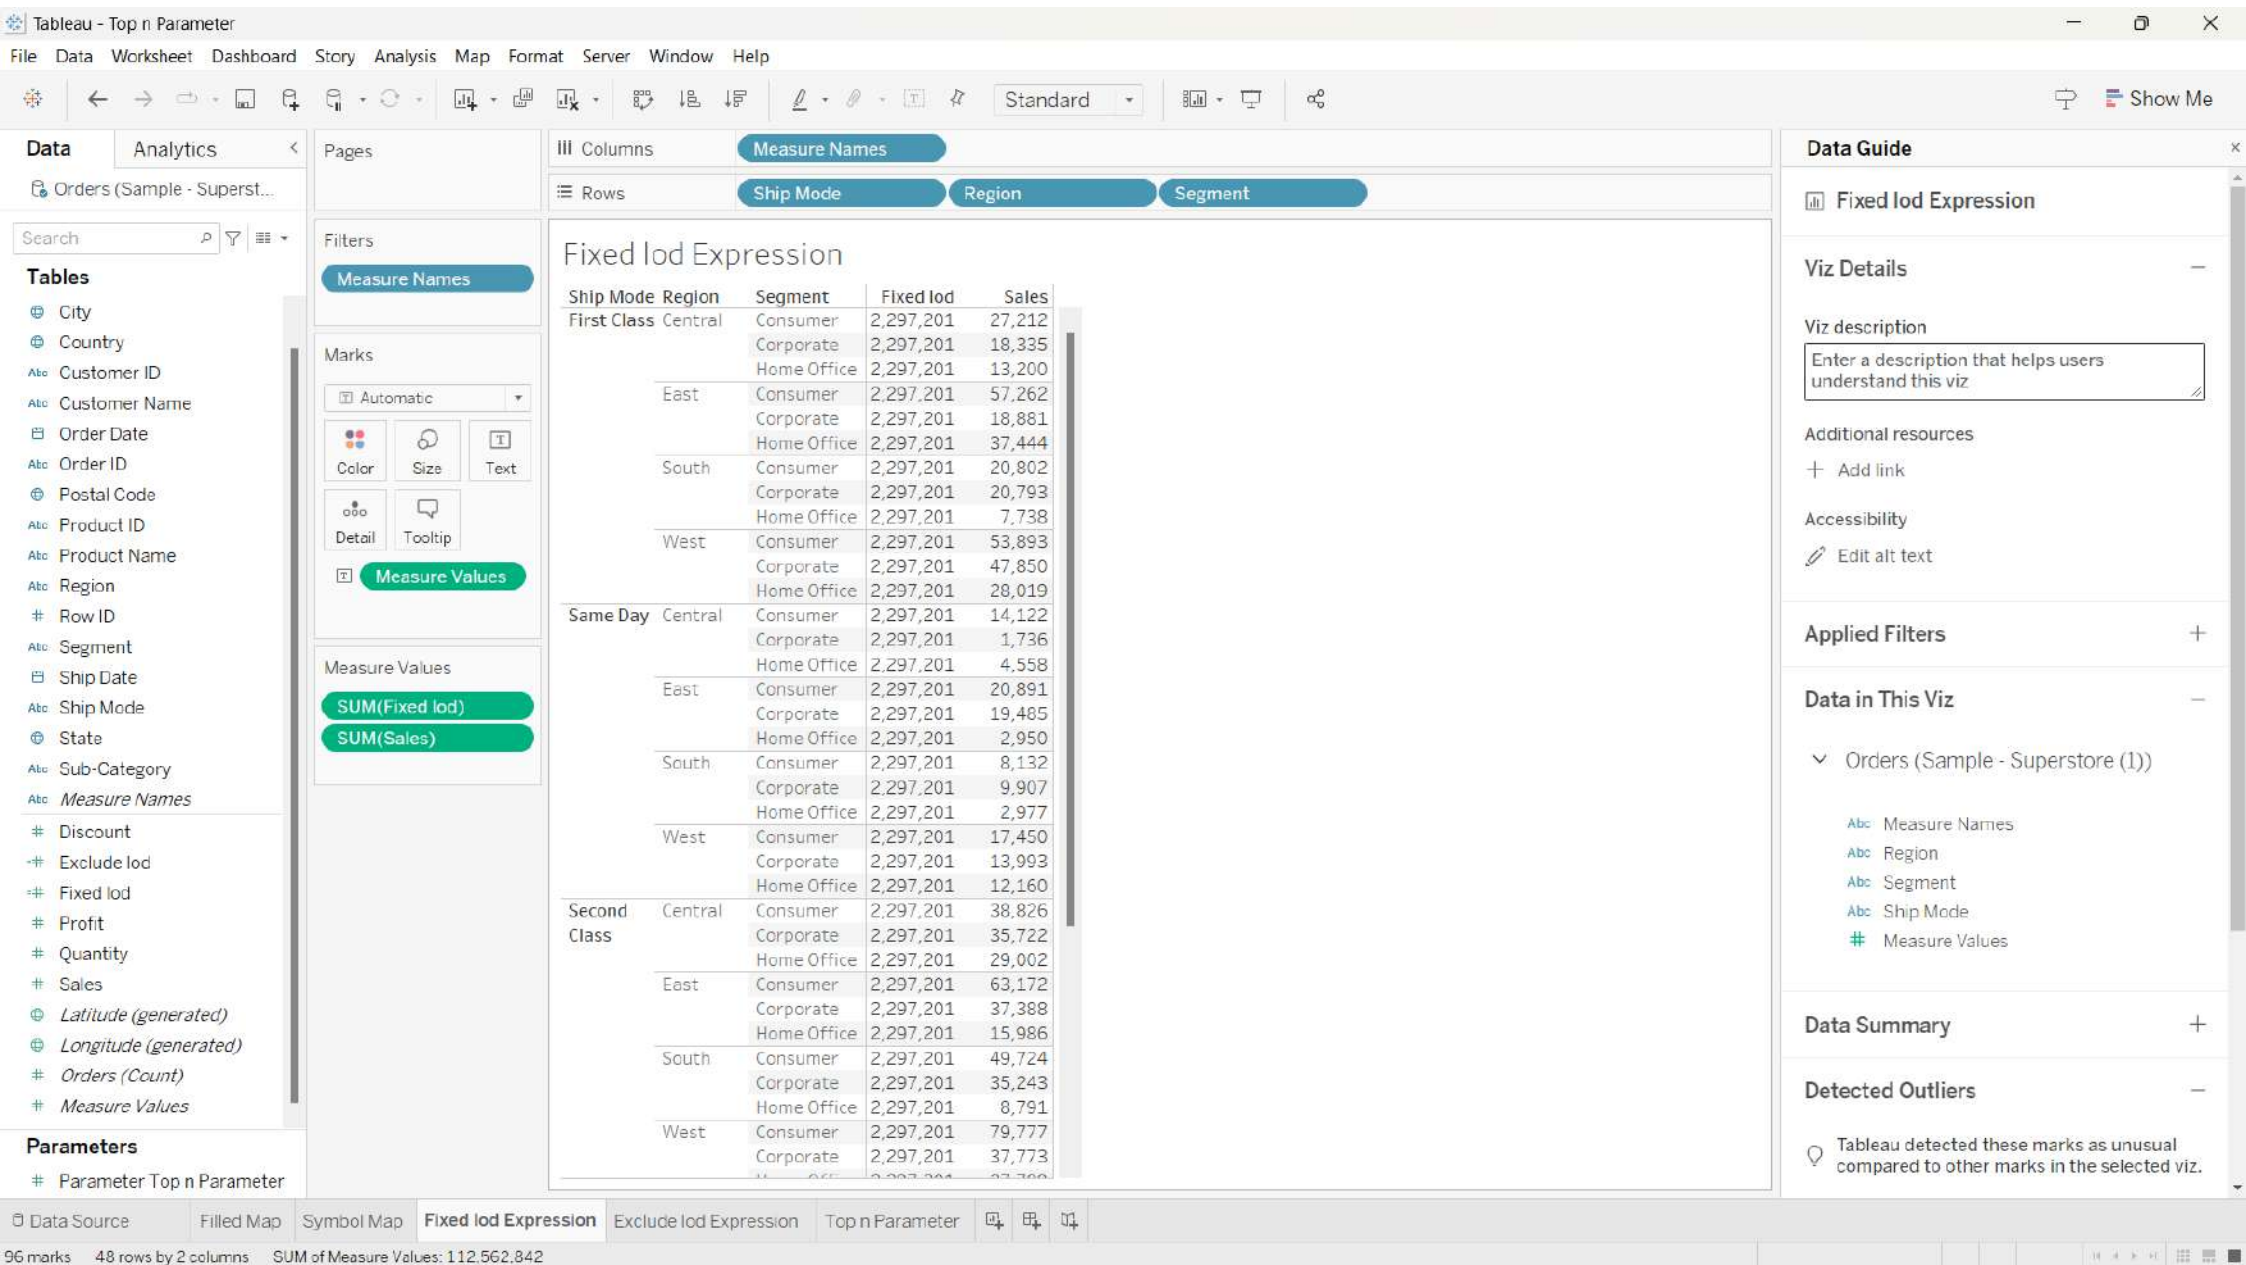 Tableau - Top n Parameter
File Data Worksheet Dashboard Story Analysis Map Format Server Window Help
Standard
Show Me
Data Analytics
Orders (Sample - Superst...
Search
Tables
City
Country
Abc Customer ID
Abc Customer Name
Order Date
Abc Order ID
Postal Code
Abc Product ID
Abc Product Name
Abc Region
# Row ID
Abc Segment
Ship Date
Abc Ship Mode
State
Abc Sub-Category
Abc Measure Names
# Discount
=# Exclude lod
=# Fixed lod
# Profit
# Quantity
# Sales
Latitude (generated)
Longitude (generated)
# Orders (Count)
# Measure Values
Parameters
# Parameter Top n Parameter
Pages
Filters
Measure Names
Marks
Automatic
Color Size Text
Detail Tooltip
Measure Values
Measure Values
SUM(Fixed lod)
SUM(Sales)
Columns Measure Names
Rows Ship Mode Region Segment
Fixed lod Expression
Ship Mode Region Segment Fixed lod Sales
First Class Central Consumer 2,297,201 27,212
Corporate 2,297,201 18,335
Home Office 2,297,201 13,200
East Consumer 2,297,201 57,262
Corporate 2,297,201 18,881
Home Office 2,297,201 37,444
South Consumer 2,297,201 20,802
Corporate 2,297,201 20,793
Home Office 2,297,201 7,738
West Consumer 2,297,201 53,893
Corporate 2,297,201 47,850
Home Office 2,297,201 28,019
Same Day Central Consumer 2,297,201 14,122
Corporate 2,297,201 1,736
Home Office 2,297,201 4,558
East Consumer 2,297,201 20,891
Corporate 2,297,201 19,485
Home Office 2,297,201 2,950
South Consumer 2,297,201 8,132
Corporate 2,297,201 9,907
Home Office 2,297,201 2,977
West Consumer 2,297,201 17,450
Corporate 2,297,201 13,993
Home Office 2,297,201 12,160
Second Central Consumer 2,297,201 38,826
Class Corporate 2,297,201 35,722
Home Office 2,297,201 29,002
East Consumer 2,297,201 63,172
Corporate 2,297,201 37,388
Home Office 2,297,201 15,986
South Consumer 2,297,201 49,724
Corporate 2,297,201 35,243
Home Office 2,297,201 8,791
West Consumer 2,297,201 79,777
Corporate 2,297,201 37,773
Data Guide
Fixed lod Expression
Viz Details
Viz description
Enter a description that helps users
understand this viz
Additional resources
Add link
Accessibility
Edit alt text
Applied Filters
Data in This Viz
Orders (Sample - Superstore (1))
Abc Measure Names
Abc Region
Abc Segment
Abc Ship Mode
# Measure Values
Data Summary
Detected Outliers
Tableau detected these marks as unusual
compared to other marks in the selected viz.
Data Source Filled Map Symbol Map Fixed lod Expression Exclude lod Expression Top n Parameter
96 marks 48 rows by 2 columns SUM of Measure Values: 112,562,842